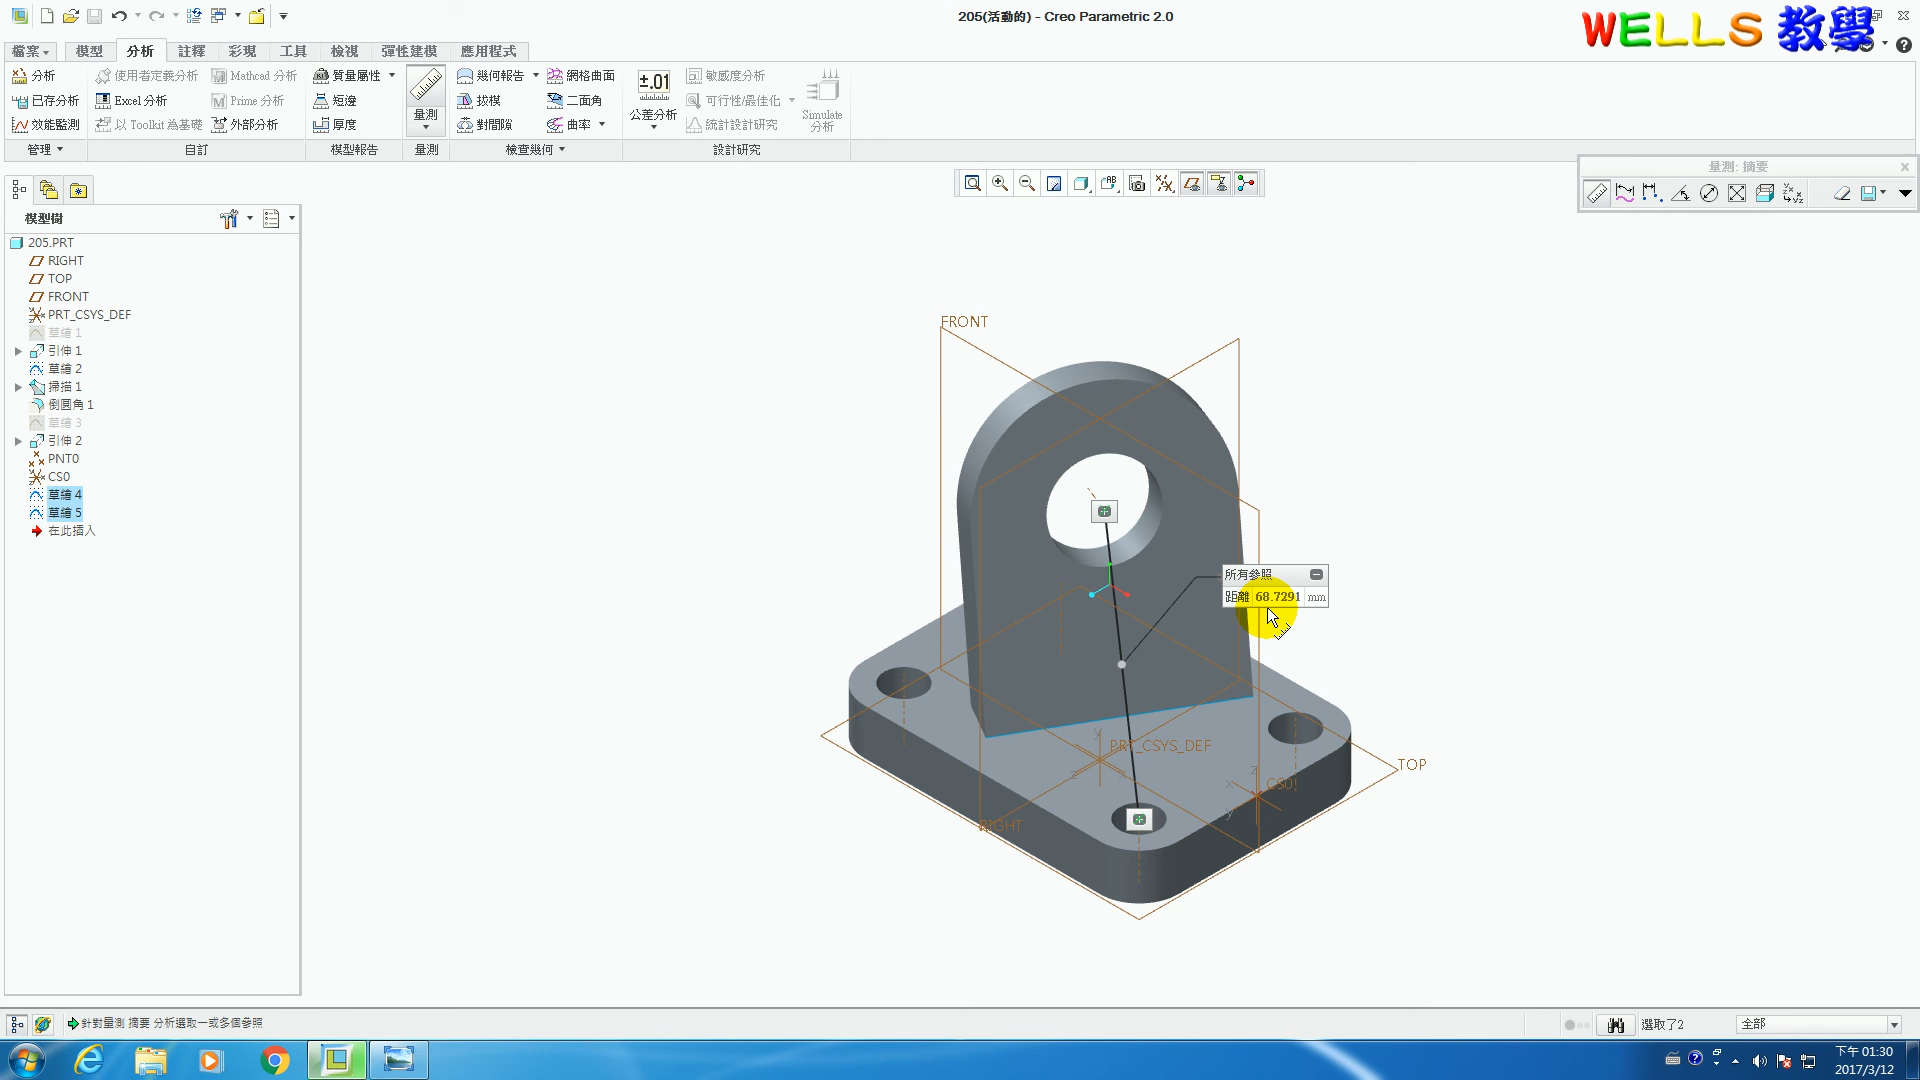 205(活動的) - Creo Parametric 2.0
WELLS 教學
檔案 模型 分析 註釋 彩現 工具 檢視 彈性建模 應用程式
分析 使用者定義分析 Mathcad 分析 質量屬性 幾何報告 網格曲面 敏感度分析
已存分析 Excel 分析 Prime 分析 短邊 拔模 二面角 可行性/最佳化
效能監測 以 Toolkit 為基礎 外部分析 厚度 量測 對間隙 曲率 ±.01 公差分析 統計設計研究 Simulate 分析
管理 自訂 模型報告 量測 檢查幾何 設計研究
量測: 摘要
模型樹
205.PRT
RIGHT
TOP
FRONT
PRT_CSYS_DEF
草繪 1
引伸 1
草繪 2
掃描 1
倒圓角 1
草繪 3
引伸 2
PNT0
CS0
草繪 4
草繪 5
在此插入
FRONT
所有參照
距離 68.7291 mm
PRT_CSYS_DEF
TOP
CS0
RIGHT
針對量測 摘要 分析選取一或多個參照
選取了2
全部
下午 01:30
2017/3/12